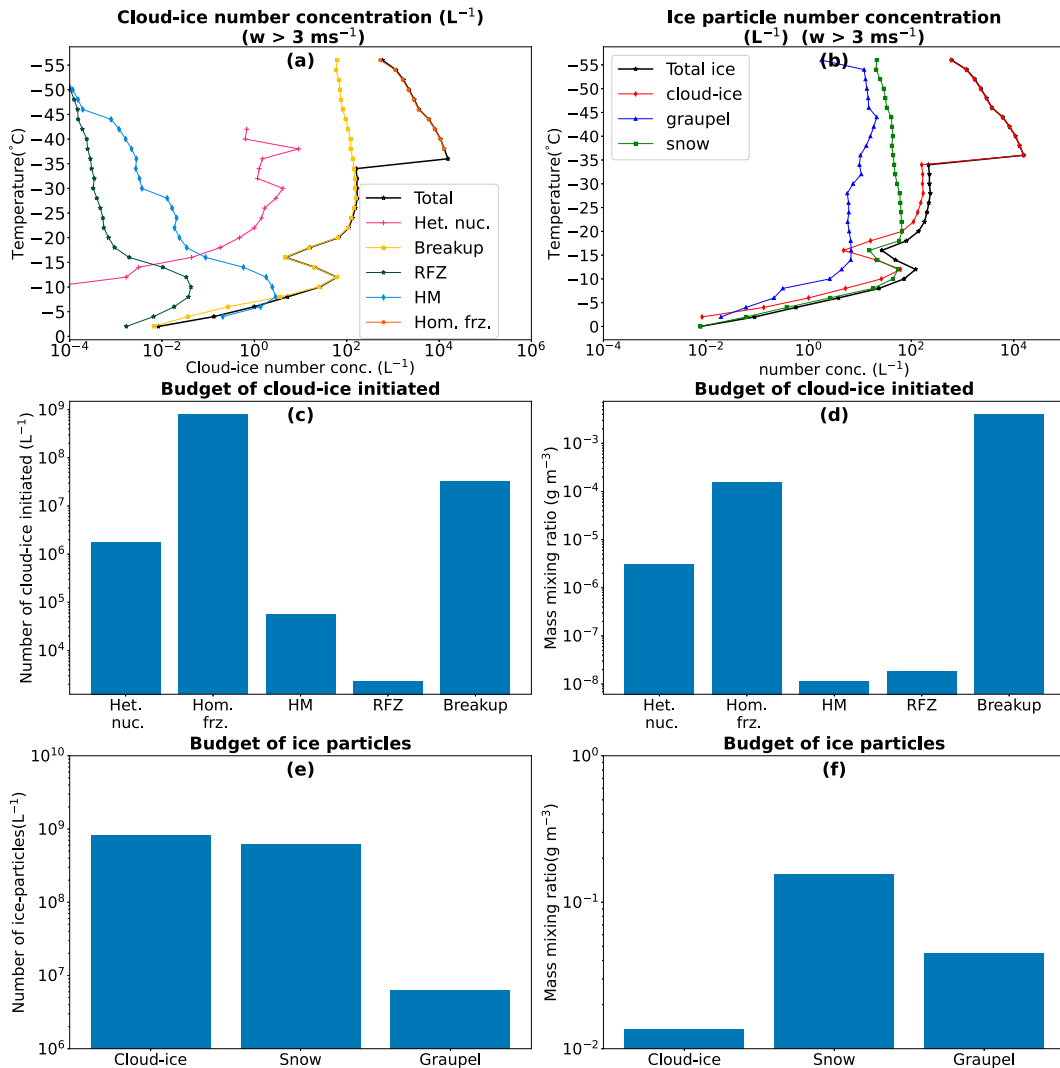 Cloud-ice number concentration (L⁻¹)
(w > 3 ms⁻¹)
(a)
Temperature(°C)
-55
-50
-45
-40
-35
-30
-25
-20
-15
-10
-5
0
10⁻⁴
10⁻²
10⁰
10²
10⁴
10⁶
Cloud-ice number conc. (L⁻¹)
Total
Het. nuc.
Breakup
RFZ
HM
Hom. frz.
Ice particle number concentration
(L⁻¹) (w > 3 ms⁻¹)
(b)
Total ice
cloud-ice
graupel
snow
Temperature(°C)
-55
-50
-45
-40
-35
-30
-25
-20
-15
-10
-5
0
10⁻⁴
10⁻²
10⁰
10²
10⁴
10⁶
number conc. (L⁻¹)
Budget of cloud-ice initiated
(c)
Number of cloud-ice initiated (L⁻¹)
10⁹
10⁸
10⁷
10⁶
10⁵
10⁴
Het.
nuc.
Hom.
frz.
HM
RFZ
Breakup
Budget of cloud-ice initiated
(d)
Mass mixing ratio (g m⁻³)
10⁻³
10⁻⁴
10⁻⁵
10⁻⁶
10⁻⁷
10⁻⁸
Het.
nuc.
Hom.
frz.
HM
RFZ
Breakup
Budget of ice particles
(e)
Number of ice-particles(L⁻¹)
10¹⁰
10⁹
10⁸
10⁷
10⁶
Cloud-ice
Snow
Graupel
Budget of ice particles
(f)
Mass mixing ratio(g m⁻³)
10⁰
10⁻¹
10⁻²
Cloud-ice
Snow
Graupel